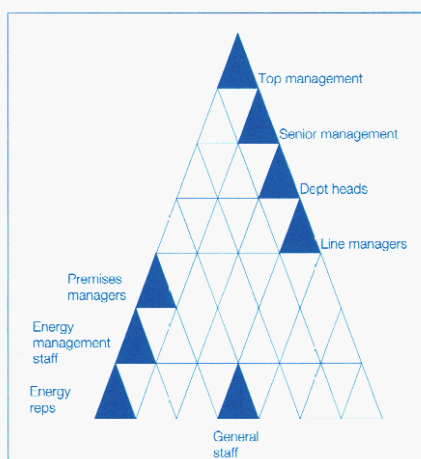 Top management
Senior management
Dept heads
Line managers
Premises
managers
Energy
management
staff
Energy
reps
General
staff